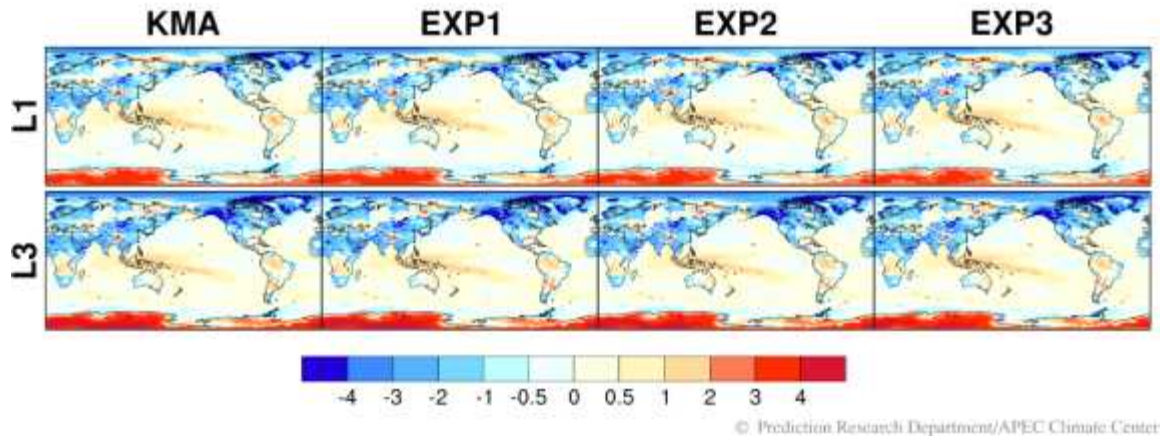 KMA EXP1 EXP2 EXP3
L1
L3
-4 -3 -2 -1 -0.5 0 0.5 1 2 3 4
© Prediction Research Department/APEC Climate Center